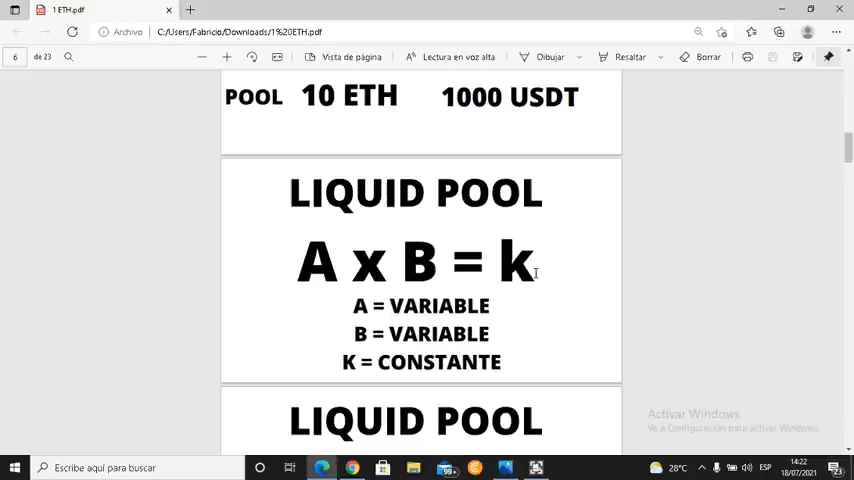 1 ETH.pdf
Archivo
C:/Users/Fabricio/Downloads/1%20ETH.pdf
6 de 23
Vista de página
Lectura en voz alta
Dibujar
Resaltar
Borrar
POOL 10 ETH 1000 USDT
LIQUID POOL
A x B = k
A = VARIABLE
B = VARIABLE
K = CONSTANTE
LIQUID POOL
Activar Windows
Ve a Configuración para activar Windows.
Escribe aquí para buscar
99+
28°C
ESP
14:22
18/07/2021
23